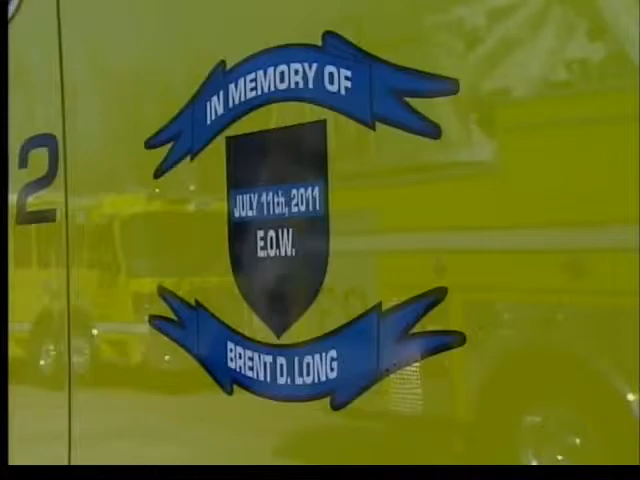 IN MEMORY OF
2
JULY 11th, 2011
E.O.W.
BRENT D. LONG